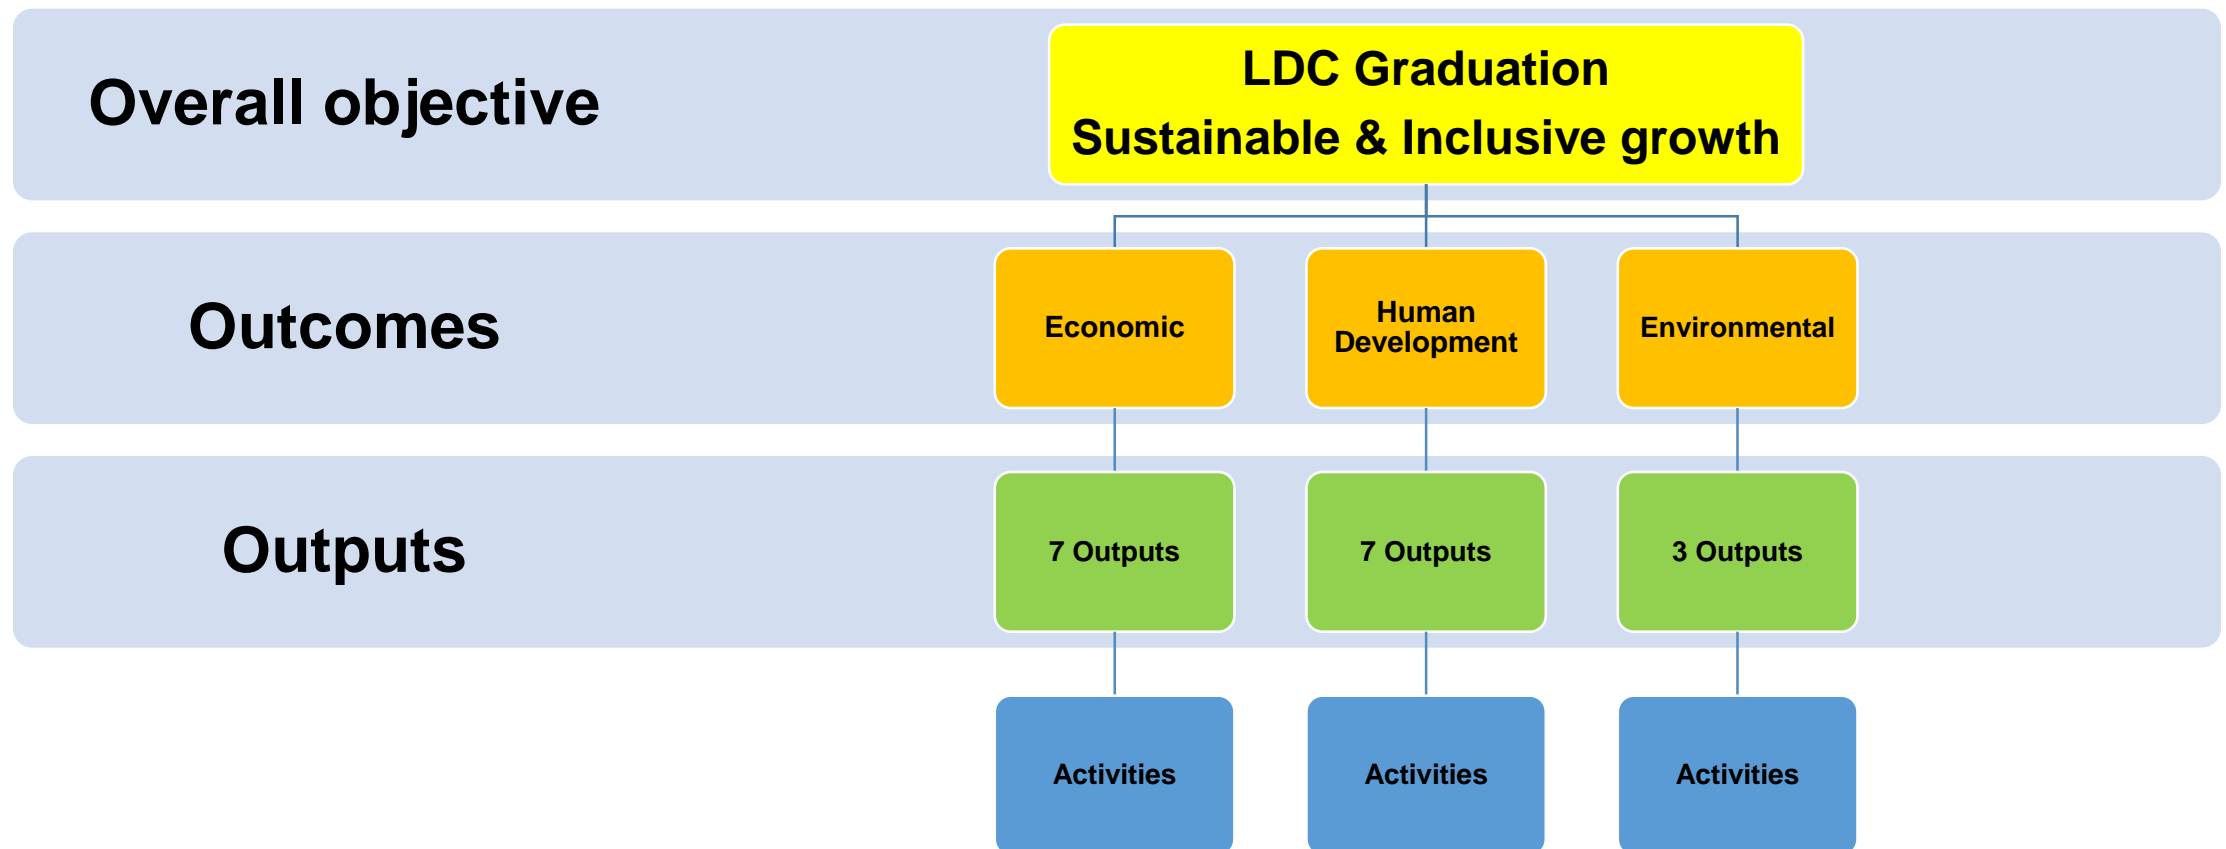 Overall objective
LDC Graduation
Sustainable & Inclusive growth
Outcomes
Economic
Human
Development
Environmental
Outputs
7 Outputs
7 Outputs
3 Outputs
Activities
Activities
Activities